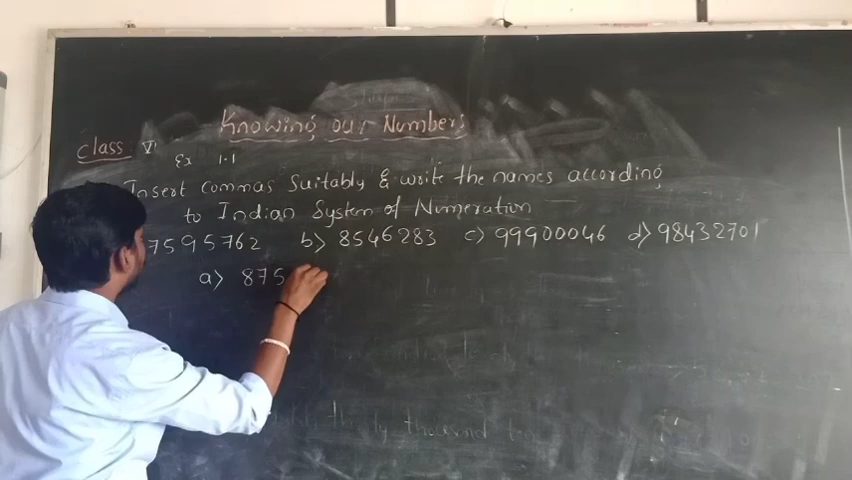 Knowing our Numbers
class VI
Ex 1.1
Insert commas suitably & write the names according
to Indian System of Numeration
7595762 b) 8546283 c) 99900046 d) 98432701
a) 875